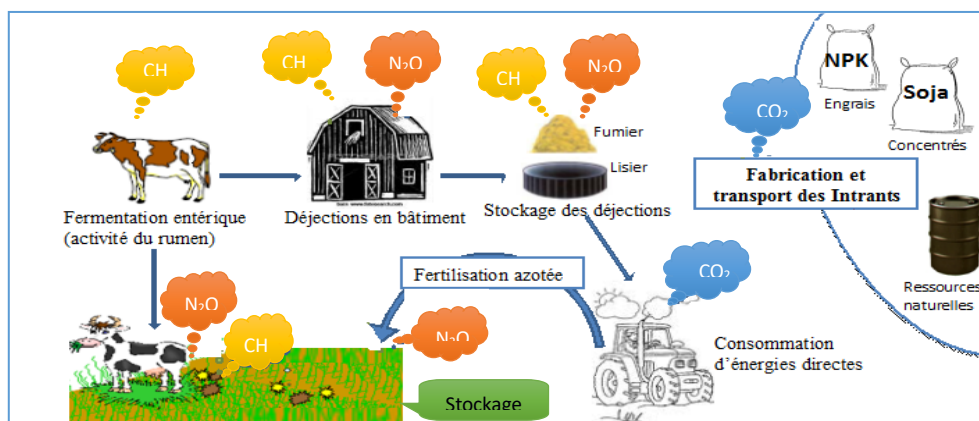 CH
CH
N₂O
CH
N₂O
CO₂
NPK
Engrais
Soja
Concentrés
Fumier
Lisier
Fermentation entérique
(activité du rumen)
Déjections en bâtiment
Stockage des déjections
Fabrication et
transport des Intrants
Ressources
naturelles
Fertilisation azotée
CO₂
N₂O
CH
N₂O
Consommation
d'énergies directes
Stockage